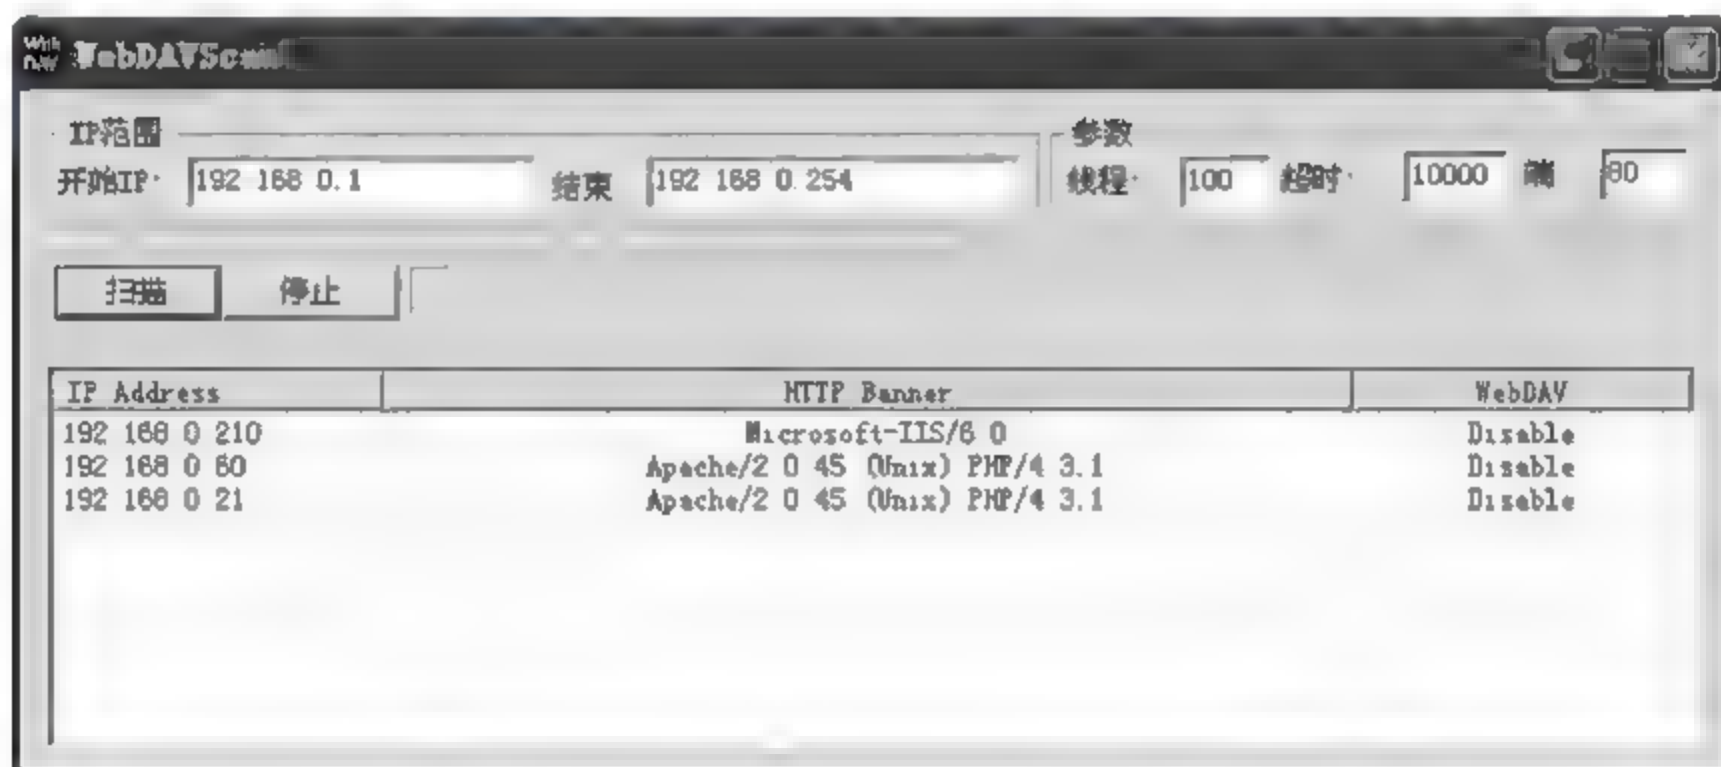 IP范围 参数
开始IP: 192 168 0.1 结束 192 168 0 254 线程: 100 超时: 10000 端 80
扫描 停止
IP Address HTTP Banner WebDAV
192 168 0 210 Microsoft-IIS/6 0 Disable
192 168 0 60 Apache/2 0 45 (Unix) PHP/4 3.1 Disable
192 168 0 21 Apache/2 0 45 (Unix) PHP/4 3.1 Disable